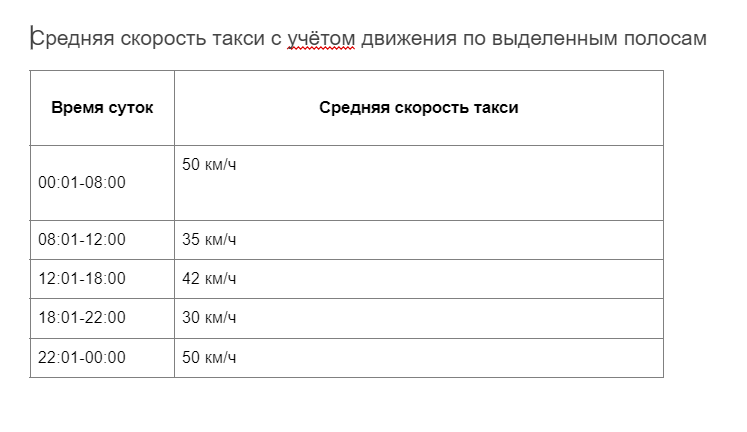 Средняя скорость такси с учётом движения по выделенным полосам
Время суток Средняя скорость такси
00:01-08:00 50 км/ч
08:01-12:00 35 км/ч
12:01-18:00 42 км/ч
18:01-22:00 30 км/ч
22:01-00:00 50 км/ч